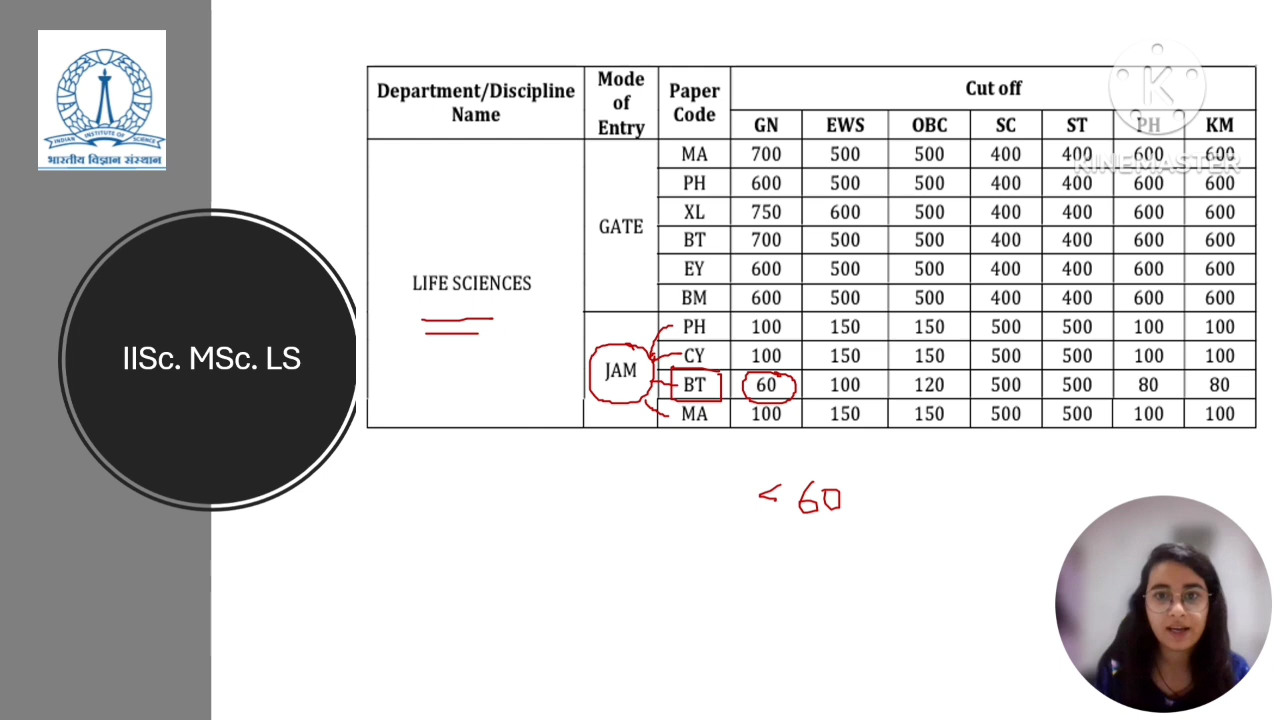 INDIAN INSTITUTE OF SCIENCE
भारतीय विज्ञान संस्थान
IISc. MSc. LS
Department/Discipline Name Mode of Entry Paper Code Cut off
GN EWS OBC SC ST PH KM
LIFE SCIENCES
GATE
MA 700 500 500 400 400 600 600
PH 600 500 500 400 400 600 600
XL 750 600 500 400 400 600 600
BT 700 500 500 400 400 600 600
EY 600 500 500 400 400 600 600
BM 600 500 500 400 400 600 600
JAM
PH 100 150 150 500 500 100 100
CY 100 150 150 500 500 100 100
BT 60 100 120 500 500 80 80
MA 100 150 150 500 500 100 100
< 60
K
KINEMASTER